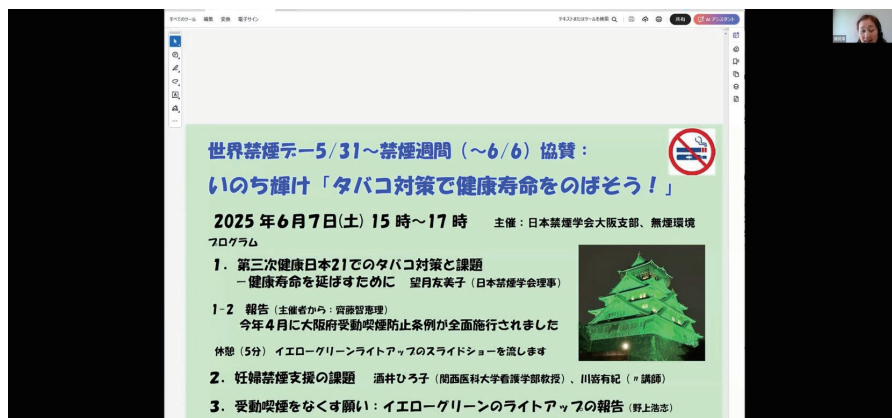 すべてのツール 編集 変換 電子サイン
テキストまたはツールを検索 共有 AI アシスタント
世界禁煙デー5/31～禁煙週間（～6/6）協賛：
いのち輝け「タバコ対策で健康寿命をのばそう！」
2025年6月7日(土) 15時～17時 主催：日本禁煙学会大阪支部、無煙環境
プログラム
1．第三次健康日本21でのタバコ対策と課題
－健康寿命を延ばすために 望月友美子（日本禁煙学会理事）
1-2 報告（主催者から：齊藤智恵理）
今年4月に大阪府受動喫煙防止条例が全面施行されました
休憩（5分）イエローグリーンライトアップのスライドショーを流します
2．妊婦禁煙支援の課題 酒井ひろ子（関西医科大学看護学部教授）、川嵜有紀（〃講師）
3．受動喫煙をなくす願い：イエローグリーンのライトアップの報告（野上浩志）